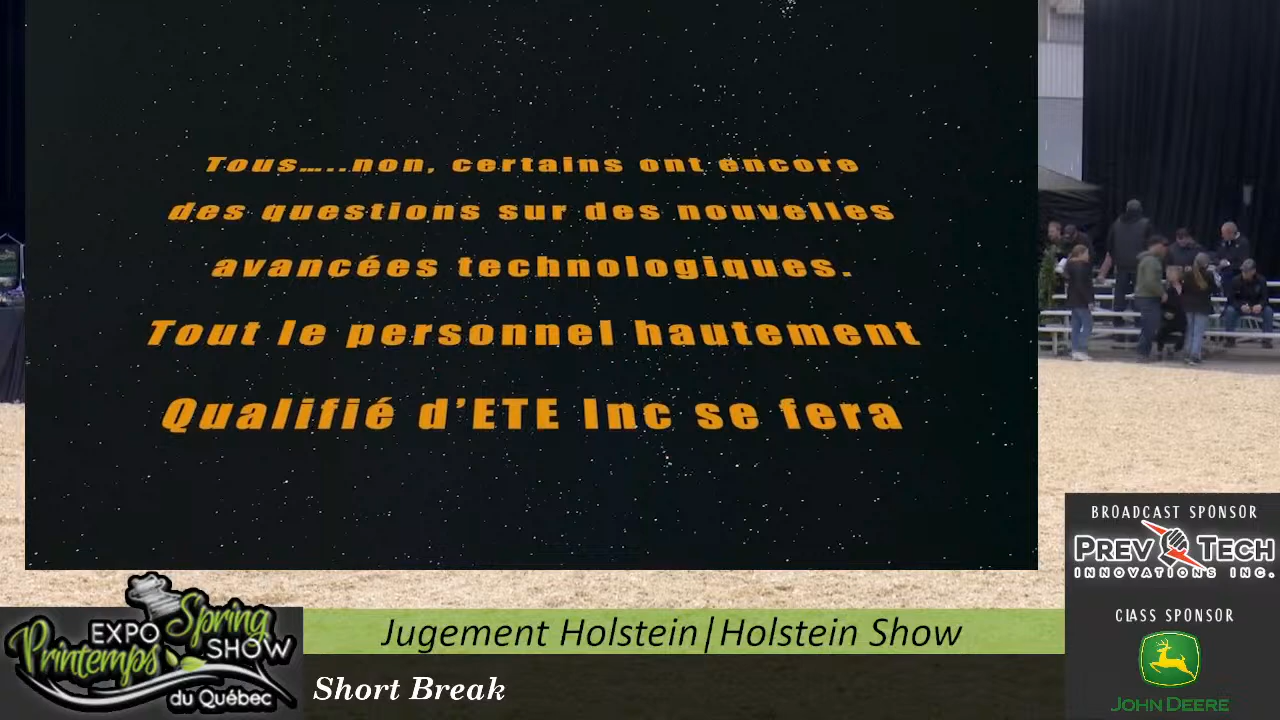 Tous.....non, certains ont encore
des questions sur des nouvelles
avancées technologiques.
Tout le personnel hautement
Qualifié d'ETE Inc se fera
BROADCAST SPONSOR
PREVTECH
INNOVATIONS INC.
CLASS SPONSOR
JOHN DEERE
EXPO Printemps
Spring SHOW
du Québec
Jugement Holstein|Holstein Show
Short Break